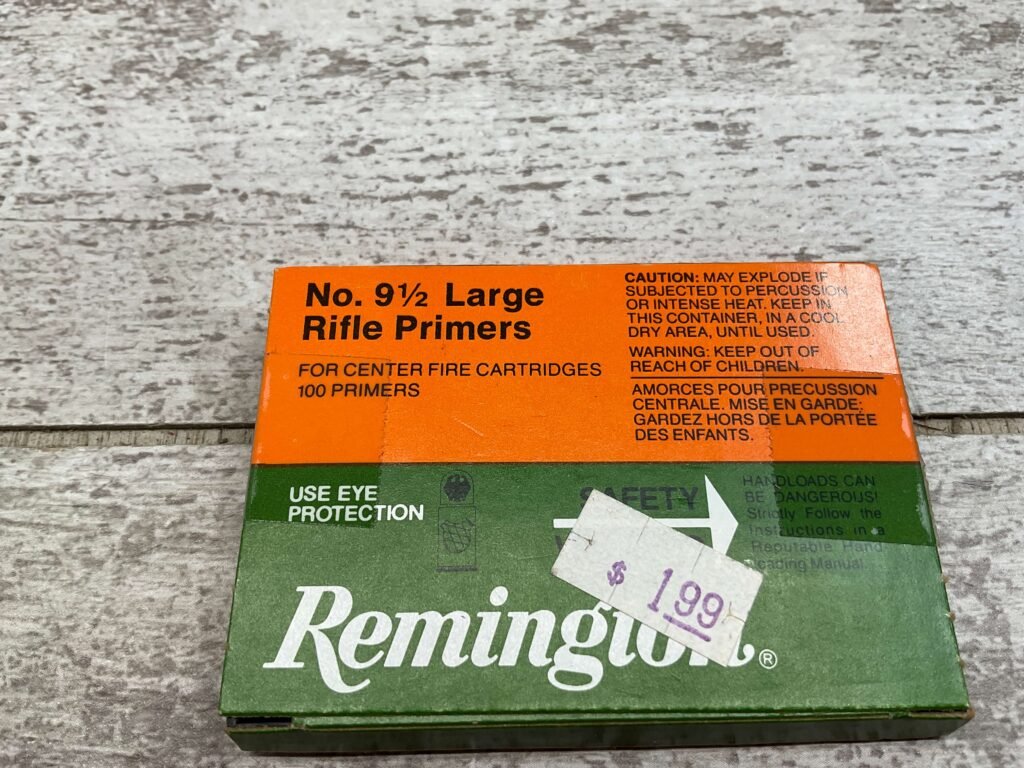 No. 9½ Large
Rifle Primers
FOR CENTER FIRE CARTRIDGES
100 PRIMERS
CAUTION: MAY EXPLODE IF
SUBJECTED TO PERCUSSION
OR INTENSE HEAT. KEEP IN
THIS CONTAINER, IN A COOL
DRY AREA, UNTIL USED.
WARNING: KEEP OUT OF
REACH OF CHILDREN.
AMORCES POUR PRECUSSION
CENTRALE. MISE EN GARDE:
GARDEZ HORS DE LA PORTÉE
DES ENFANTS.
USE EYE
PROTECTION
SAFETY
HANDLOADS CAN
BE DANGEROUS!
Strictly Follow the
Instructions in a
Reputable Hand
Loading Manual.
$ 1.99
Remington®